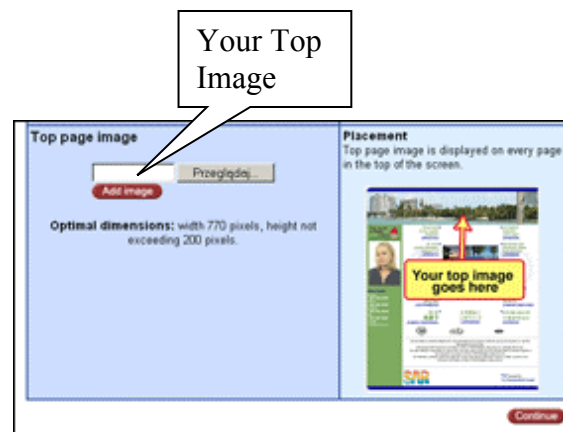 Your Top
Image
Top page image
Przeglądaj...
Add image
Optimal dimensions: width 770 pixels, height not
exceeding 200 pixels.
Placement
Top page image is displayed on every page
in the top of the screen.
Your top image
goes here
Continue